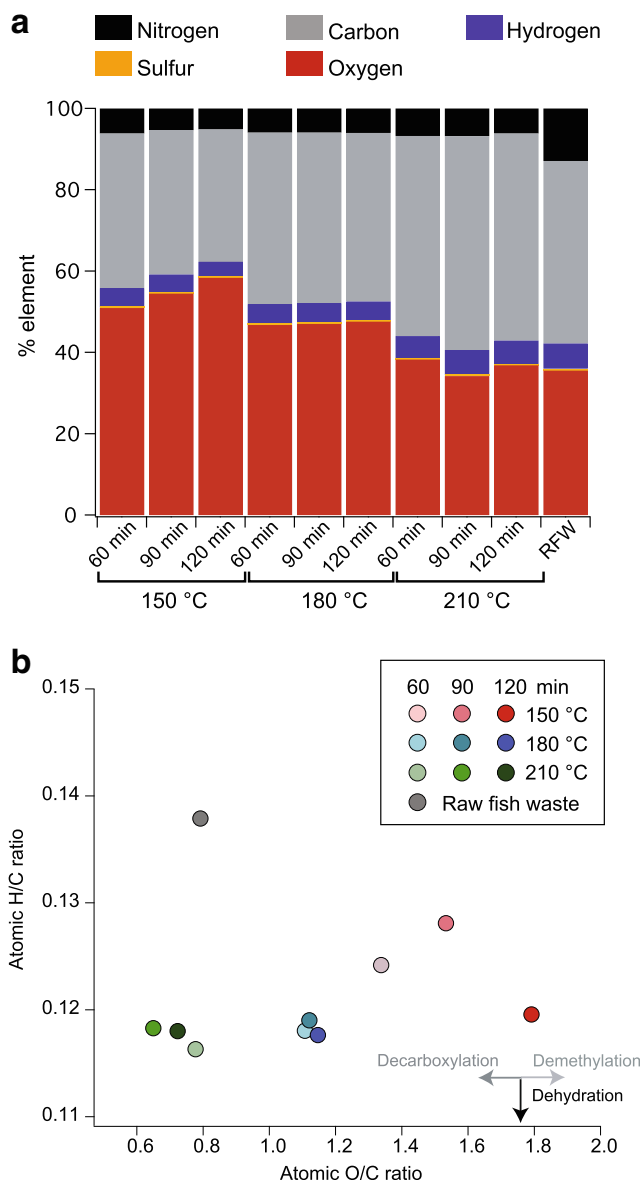 a
Nitrogen Carbon Hydrogen
Sulfur Oxygen
100
80
60
40
20
0
% element
60 min 90 min 120 min 60 min 90 min 120 min 60 min 90 min 120 min RFW
150 °C 180 °C 210 °C
b
60 90 120 min
150 °C
180 °C
210 °C
Raw fish waste
0.15
0.14
0.13
0.12
0.11
Atomic H/C ratio
Decarboxylation Demethylation
Dehydration
0.6 0.8 1.0 1.2 1.4 1.6 1.8 2.0
Atomic O/C ratio